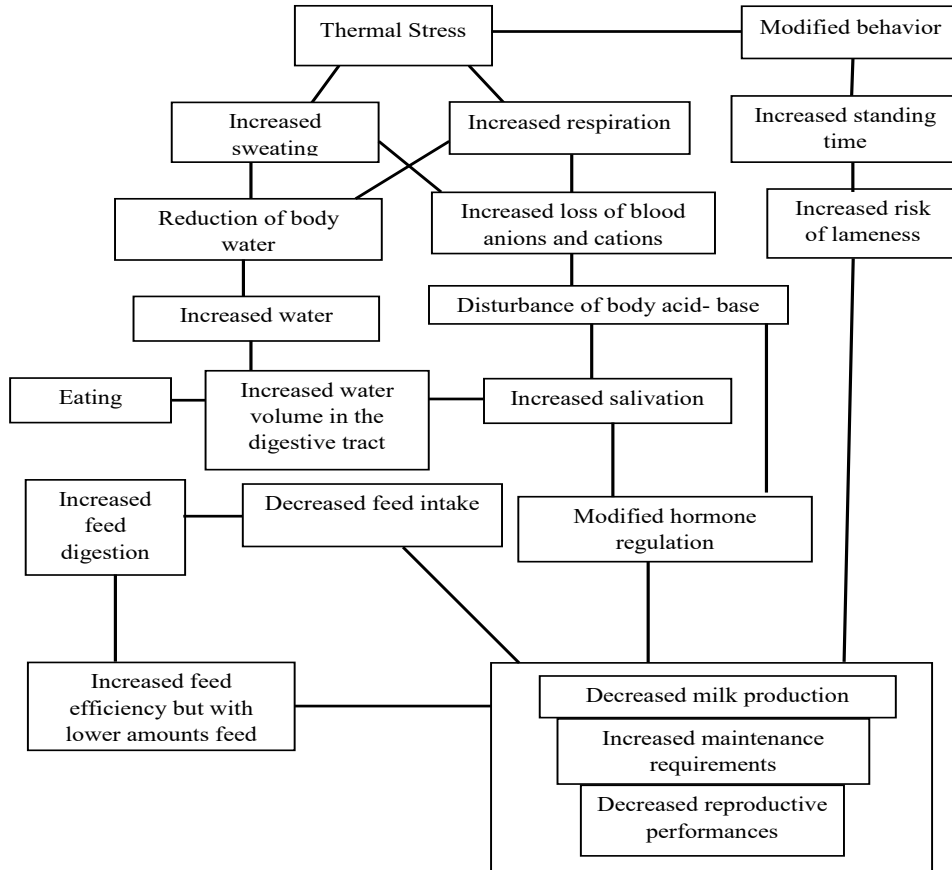 Thermal Stress
Modified behavior
Increased
sweating
Increased respiration
Increased standing
time
Reduction of body
water
Increased loss of blood
anions and cations
Increased risk
of lameness
Increased water
Disturbance of body acid- base
Eating
Increased water
volume in the
digestive tract
Increased salivation
Increased
feed
digestion
Decreased feed intake
Modified hormone
regulation
Increased feed
efficiency but with
lower amounts feed
Decreased milk production
Increased maintenance
requirements
Decreased reproductive
performances